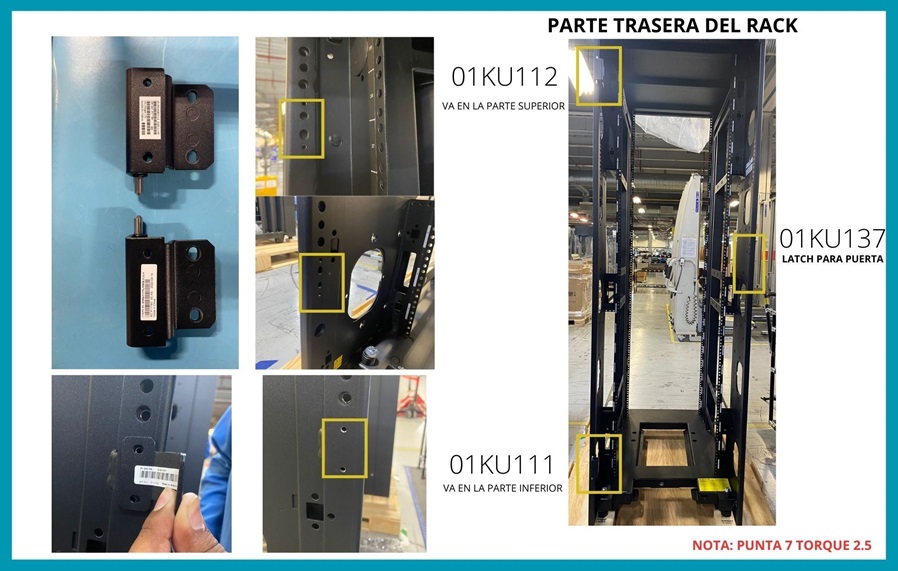 PARTE TRASERA DEL RACK
01KU112
VA EN LA PARTE SUPERIOR
01KU137
LATCH PARA PUERTA
01KU111
VA EN LA PARTE INFERIOR
NOTA: PUNTA 7 TORQUE 2.5